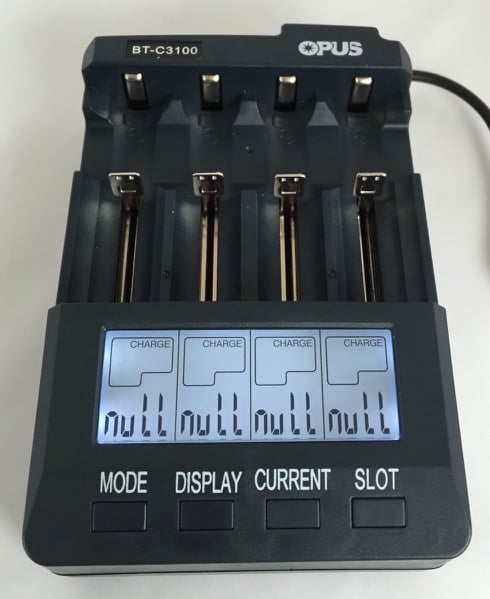 BT-C3100 OPUS
CHARGE CHARGE CHARGE CHARGE
null null null null
MODE DISPLAY CURRENT SLOT